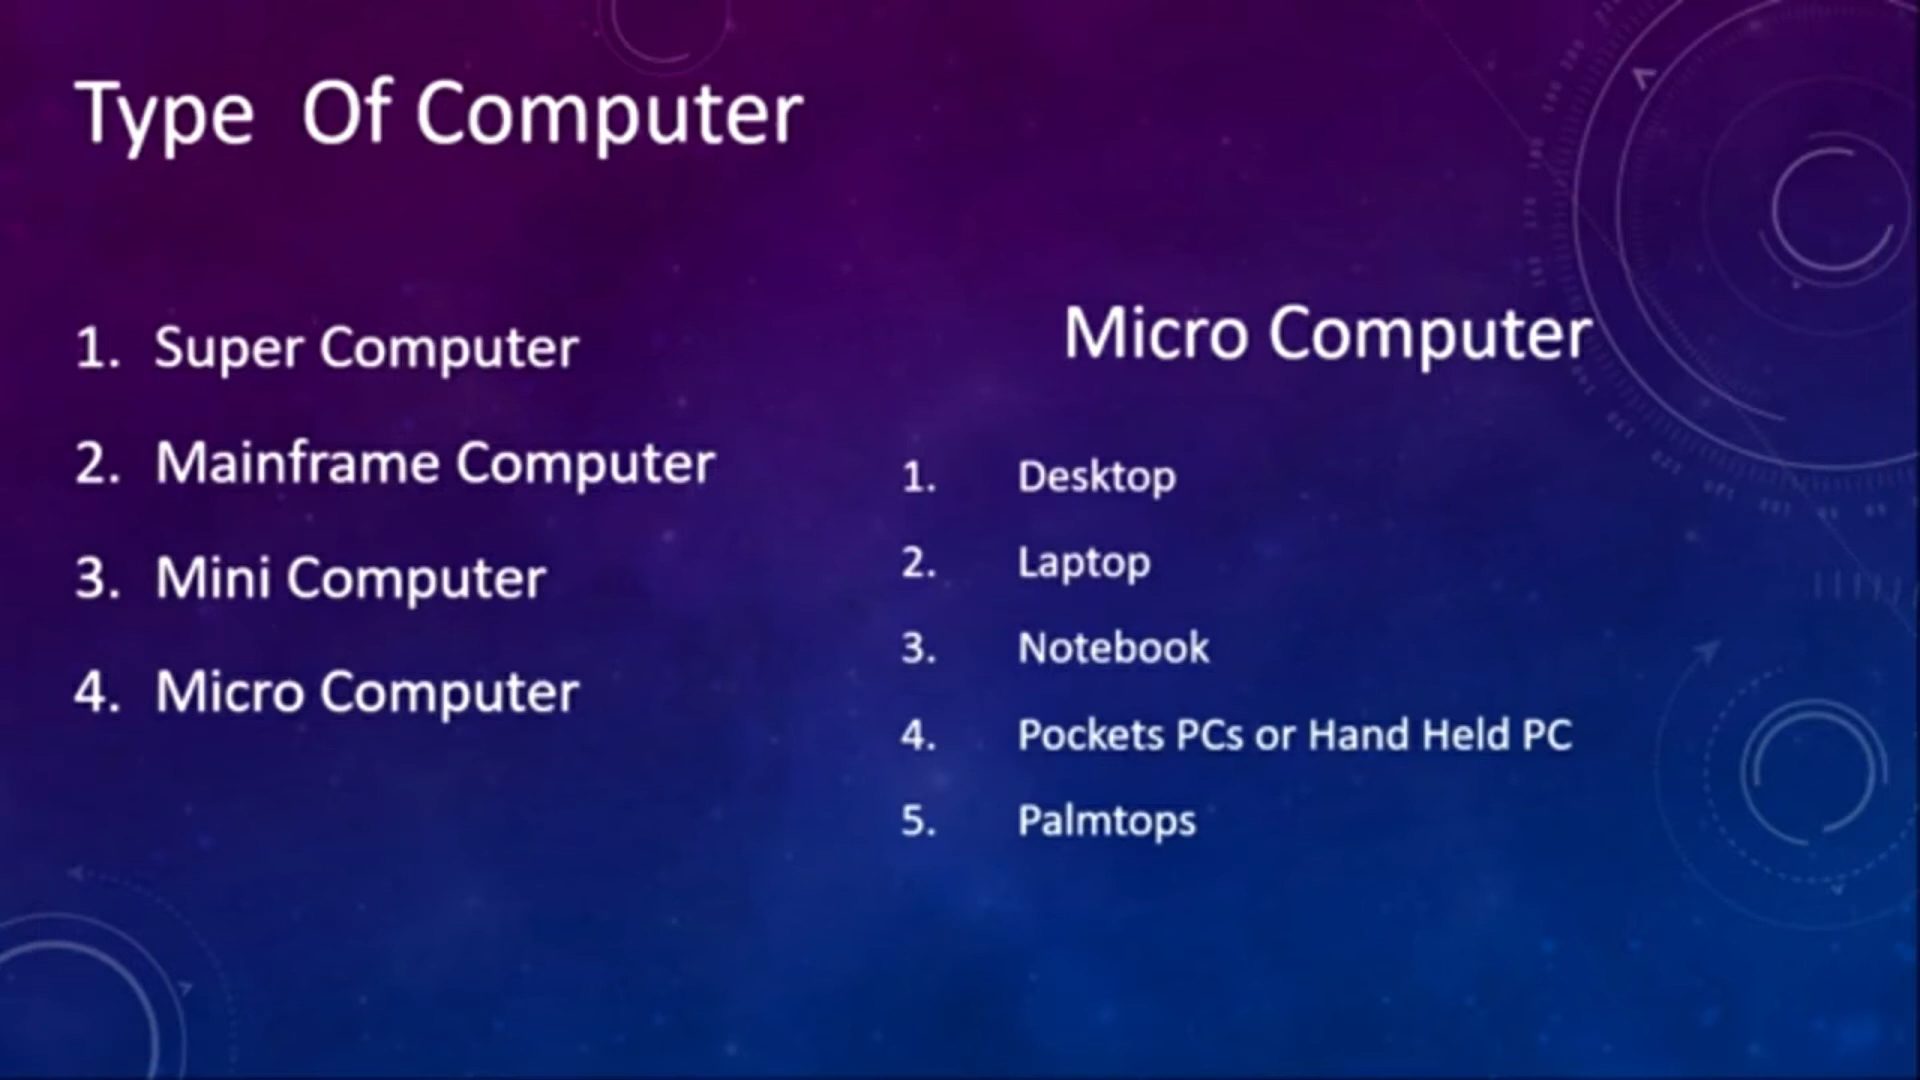 Type Of Computer
1. Super Computer
2. Mainframe Computer
3. Mini Computer
4. Micro Computer
Micro Computer
1. Desktop
2. Laptop
3. Notebook
4. Pockets PCs or Hand Held PC
5. Palmtops